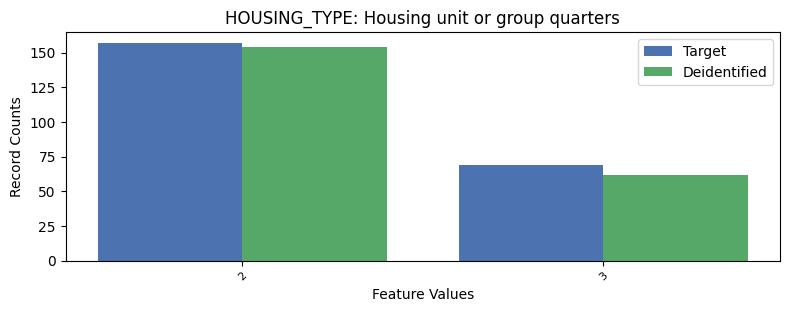 HOUSING_TYPE: Housing unit or group quarters
Target
Deidentified
Record Counts
150
125
100
75
50
25
0
2
3
Feature Values